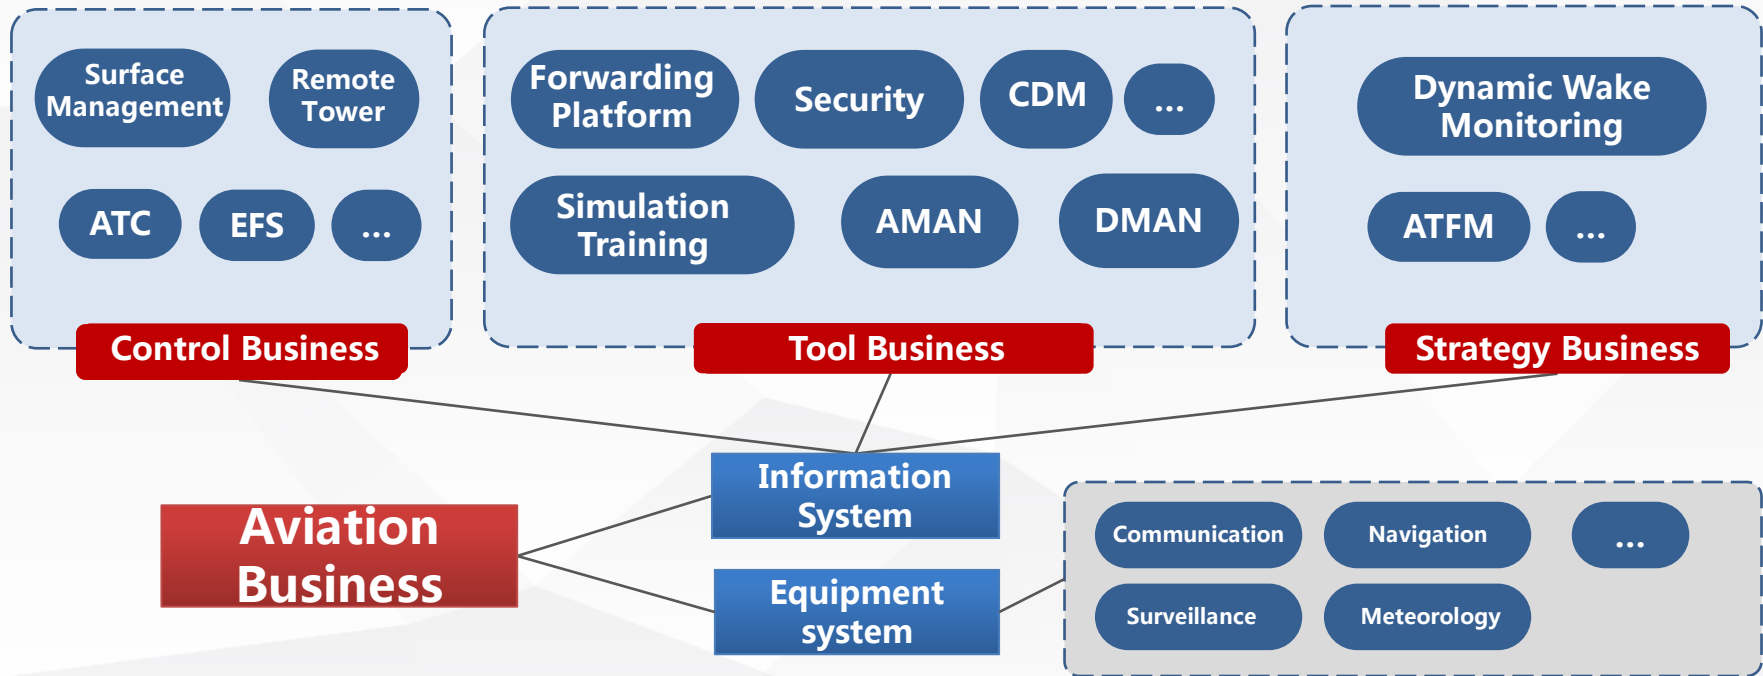 Surface
Management
Remote
Tower
ATC
EFS
...
Control Business
Forwarding
Platform
Security
CDM
...
Simulation
Training
AMAN
DMAN
Tool Business
Dynamic Wake
Monitoring
ATFM
...
Strategy Business
Aviation
Business
Information
System
Equipment
system
Communication
Navigation
...
Surveillance
Meteorology